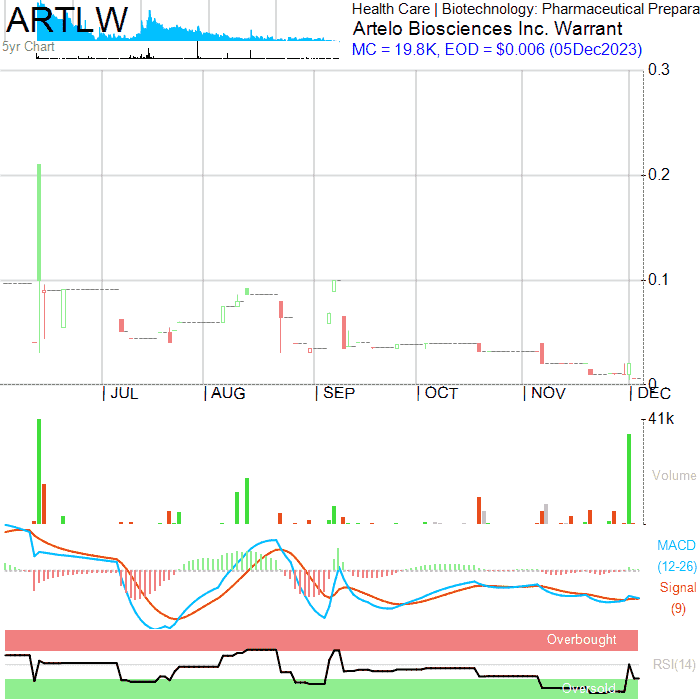 ARTLW
5yr Chart
Health Care | Biotechnology: Pharmaceutical Prepara
Artelo Biosciences Inc. Warrant
MC = 19.8K, EOD = $0.006 (05Dec2023)
0.3
0.2
0.1
0
JUL AUG SEP OCT NOV DEC
41k
Volume
MACD
(12-26)
Signal
(9)
Overbought
RSI(14)
Oversold